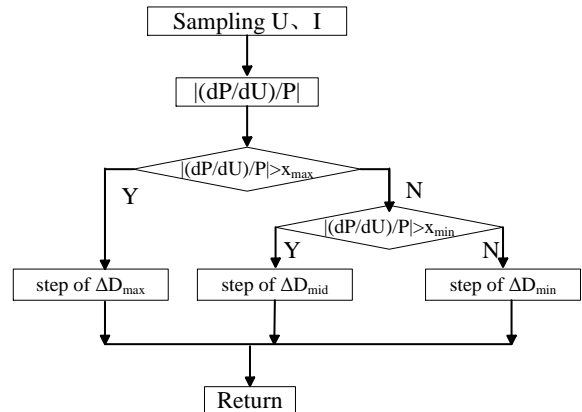 Sampling U、I
|(dP/dU)/P|
|(dP/dU)/P|>xmax
Y
N
|(dP/dU)/P|>xmin
Y
N
step of ΔDmax
step of ΔDmid
step of ΔDmin
Return